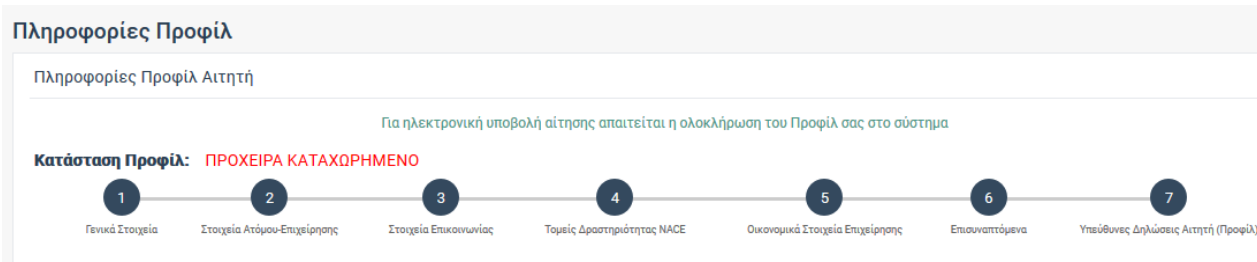 Πληροφορίες Προφίλ
Πληροφορίες Προφίλ Αιτητή
Για ηλεκτρονική υποβολή αίτησης απαιτείται η ολοκλήρωση του Προφίλ σας στο σύστημα
Κατάσταση Προφίλ: ΠΡΟΧΕΙΡΑ ΚΑΤΑΧΩΡΗΜΕΝΟ
1 2 3 4 5 6 7
Γενικά Στοιχεία Στοιχεία Ατόμου-Επιχείρησης Στοιχεία Επικοινωνίας Τομείς Δραστηριότητας NACE Οικονομικά Στοιχεία Επιχείρησης Επισυναπτόμενα Υπεύθυνες Δηλώσεις Αιτητή (Προφίλ)